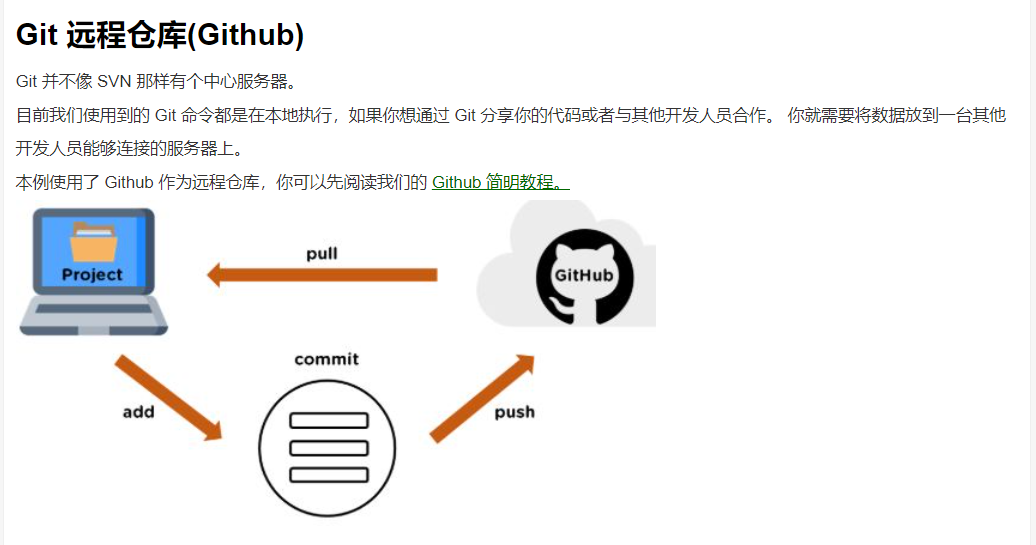 Git 远程仓库(Github)
Git 并不像 SVN 那样有个中心服务器。
目前我们使用到的 Git 命令都是在本地执行，如果你想通过 Git 分享你的代码或者与其他开发人员合作。 你就需要将数据放到一台其他
开发人员能够连接的服务器上。
本例使用了 Github 作为远程仓库，你可以先阅读我们的 Github 简明教程。
pull
Project
GitHub
commit
add
push